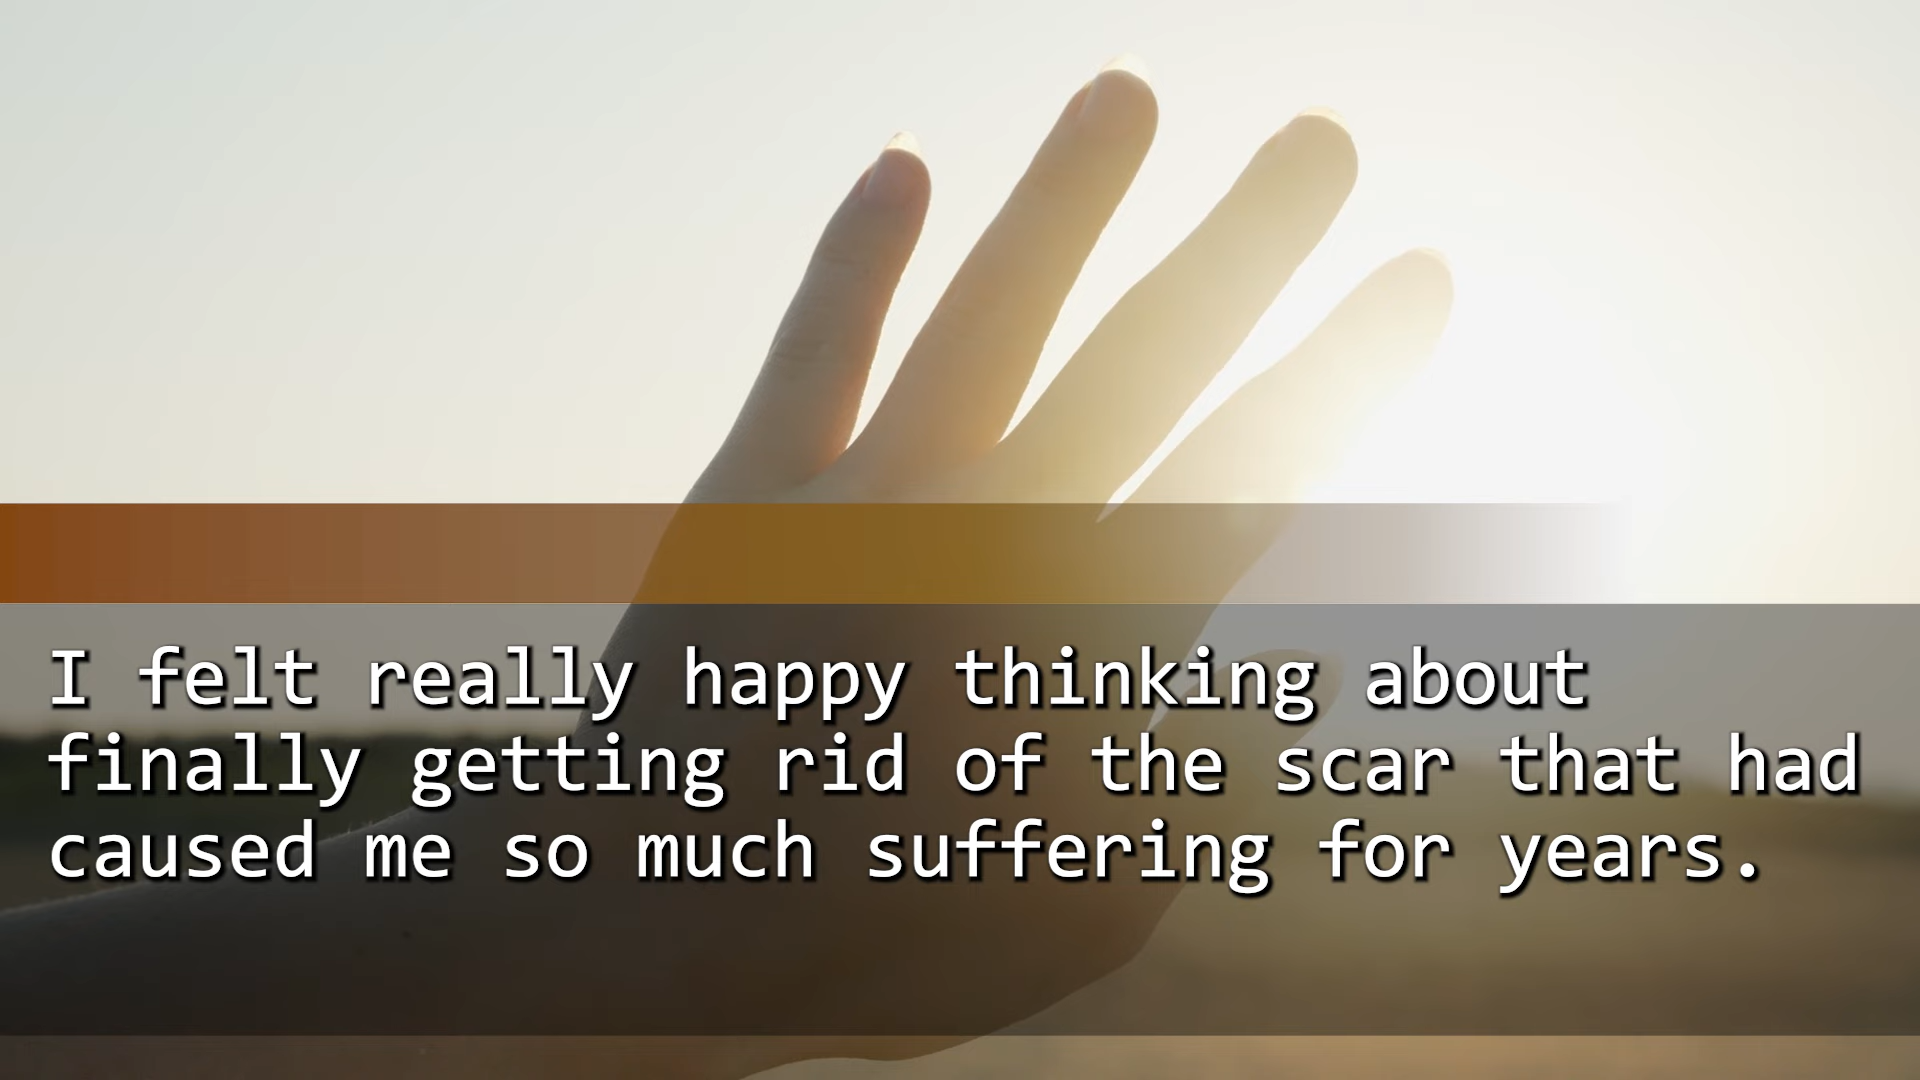 I felt really happy thinking about
finally getting rid of the scar that had
caused me so much suffering for years.